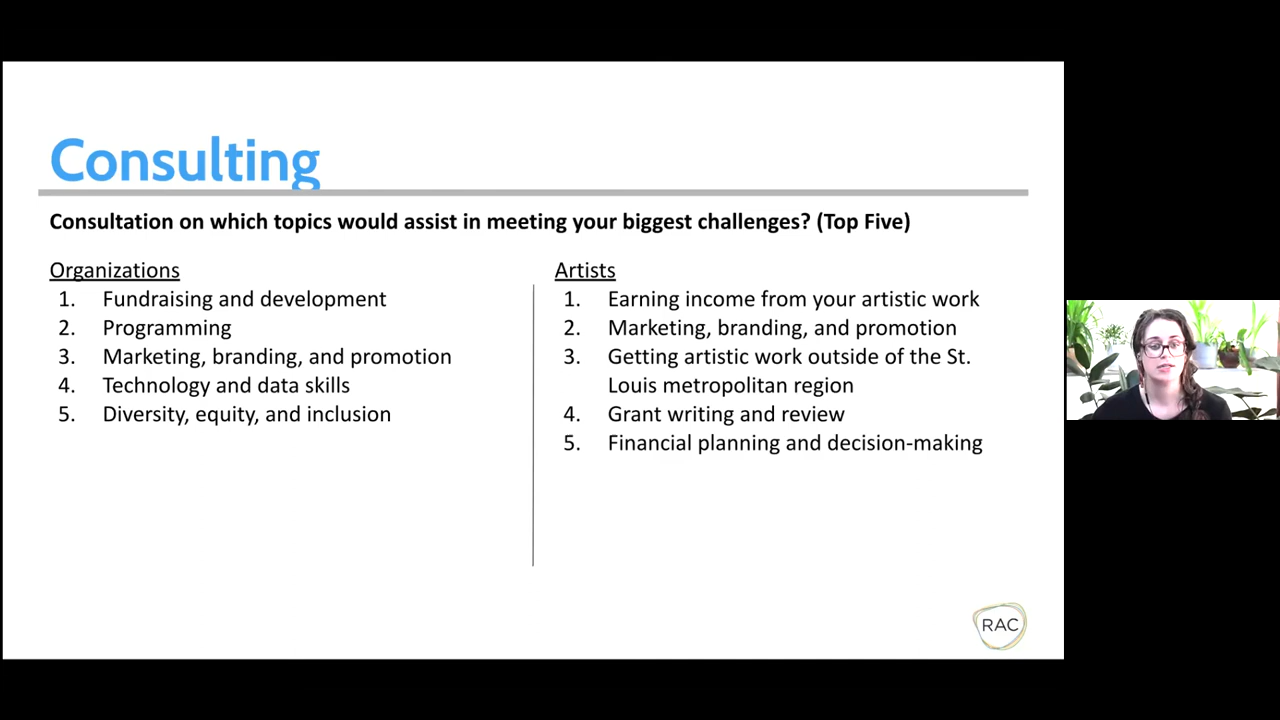 Consulting
Consultation on which topics would assist in meeting your biggest challenges? (Top Five)
Organizations
1. Fundraising and development
2. Programming
3. Marketing, branding, and promotion
4. Technology and data skills
5. Diversity, equity, and inclusion
Artists
1. Earning income from your artistic work
2. Marketing, branding, and promotion
3. Getting artistic work outside of the St.
Louis metropolitan region
4. Grant writing and review
5. Financial planning and decision-making
RAC